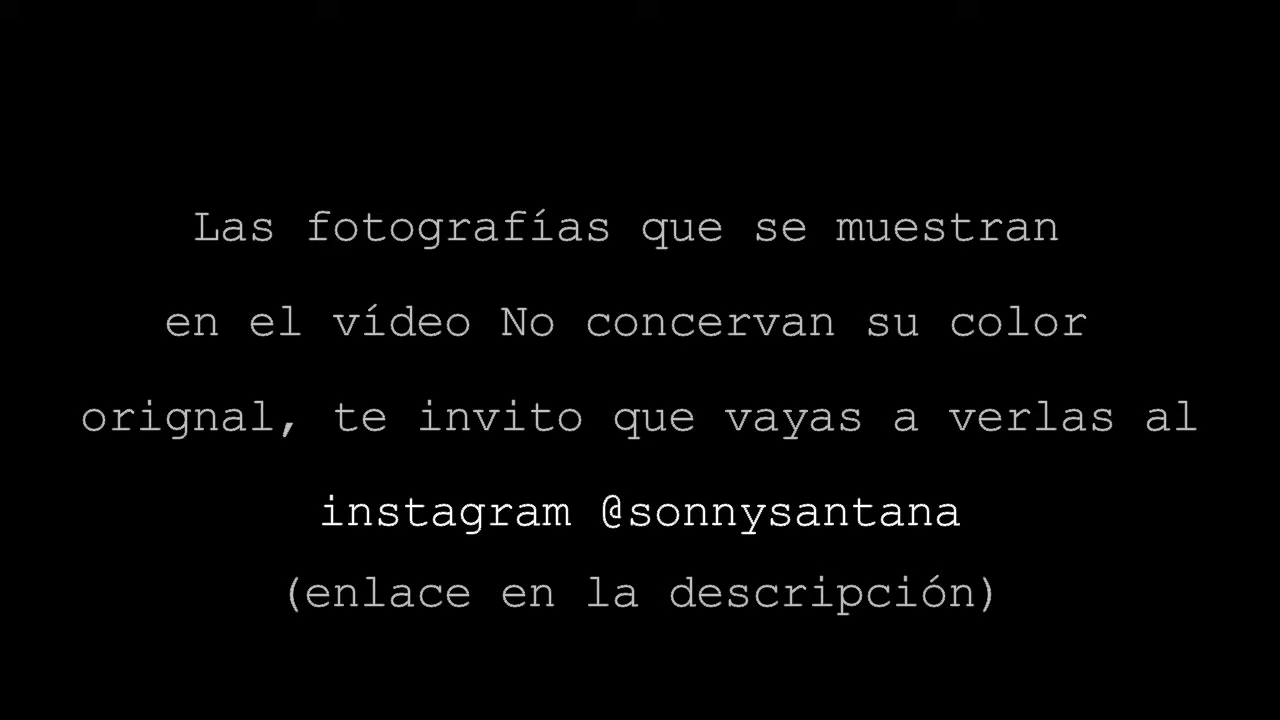 Las fotografías que se muestran
en el vídeo No concervan su color
orignal, te invito que vayas a verlas al
instagram @sonnysantana
(enlace en la descripción)